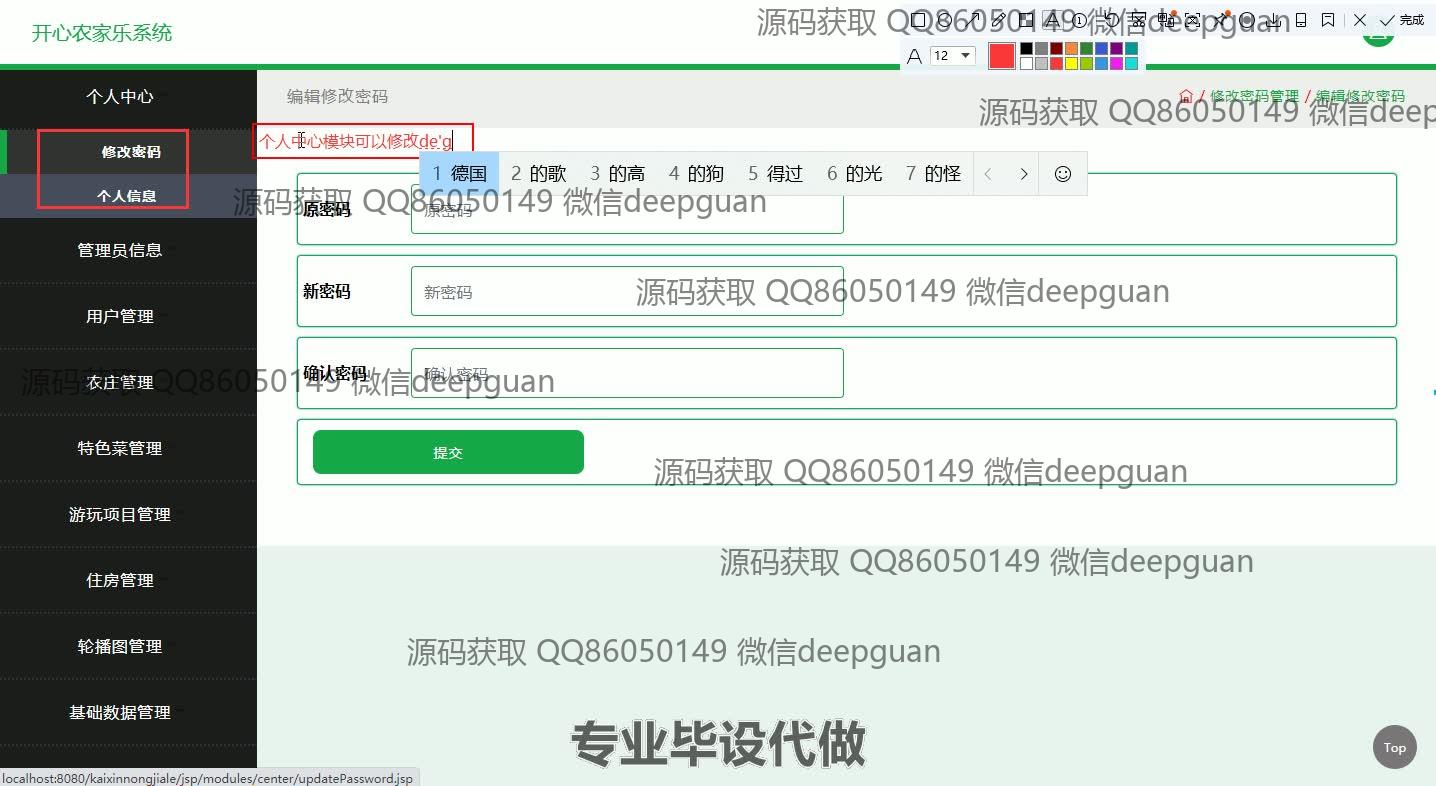 开心农家乐系统
源码获取 QQ86050149 微信deepguan
完成
A 12
个人中心
编辑修改密码
/ 修改密码管理 / 编辑修改密码
源码获取 QQ86050149 微信deep
个人中心模块可以修改de'g
修改密码
1 德国 2 的歌 3 的高 4 的狗 5 得过 6 的光 7 的怪
个人信息
源码获取 QQ86050149 微信deepguan
原密码 原密码
管理员信息
新密码 新密码
源码获取 QQ86050149 微信deepguan
用户管理
确认密码 确认密码
源码获取 QQ86050149 微信deepguan
农庄管理
特色菜管理
提交
源码获取 QQ86050149 微信deepguan
游玩项目管理
源码获取 QQ86050149 微信deepguan
住房管理
轮播图管理
源码获取 QQ86050149 微信deepguan
基础数据管理
专业毕设代做
Top
localhost:8080/kaixinnongjiale/jsp/modules/center/updatePassword.jsp